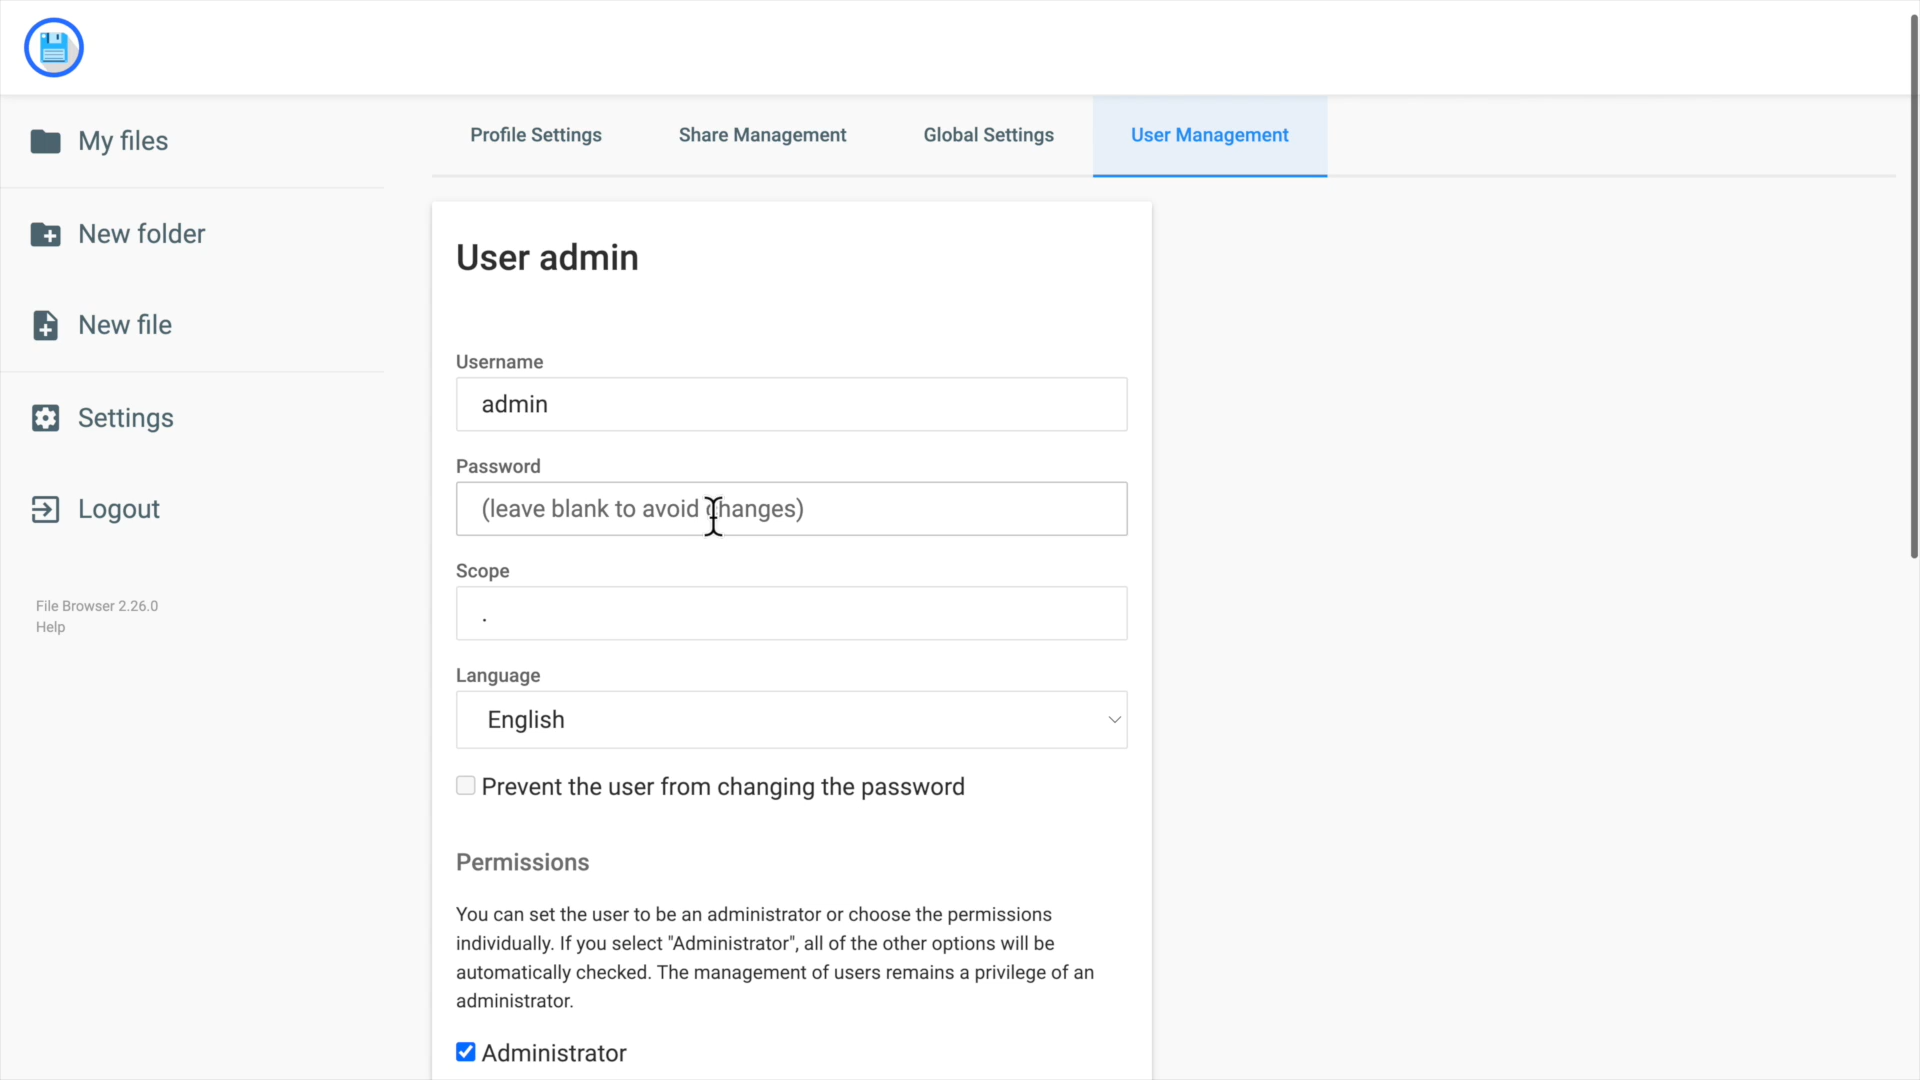 My files
New folder
New file
Settings
Logout
File Browser 2.26.0
Help
Profile Settings
Share Management
Global Settings
User Management
User admin
Username
admin
Password
(leave blank to avoid changes)
Scope
.
Language
English
Prevent the user from changing the password
Permissions
You can set the user to be an administrator or choose the permissions
individually. If you select "Administrator", all of the other options will be
automatically checked. The management of users remains a privilege of an
administrator.
Administrator